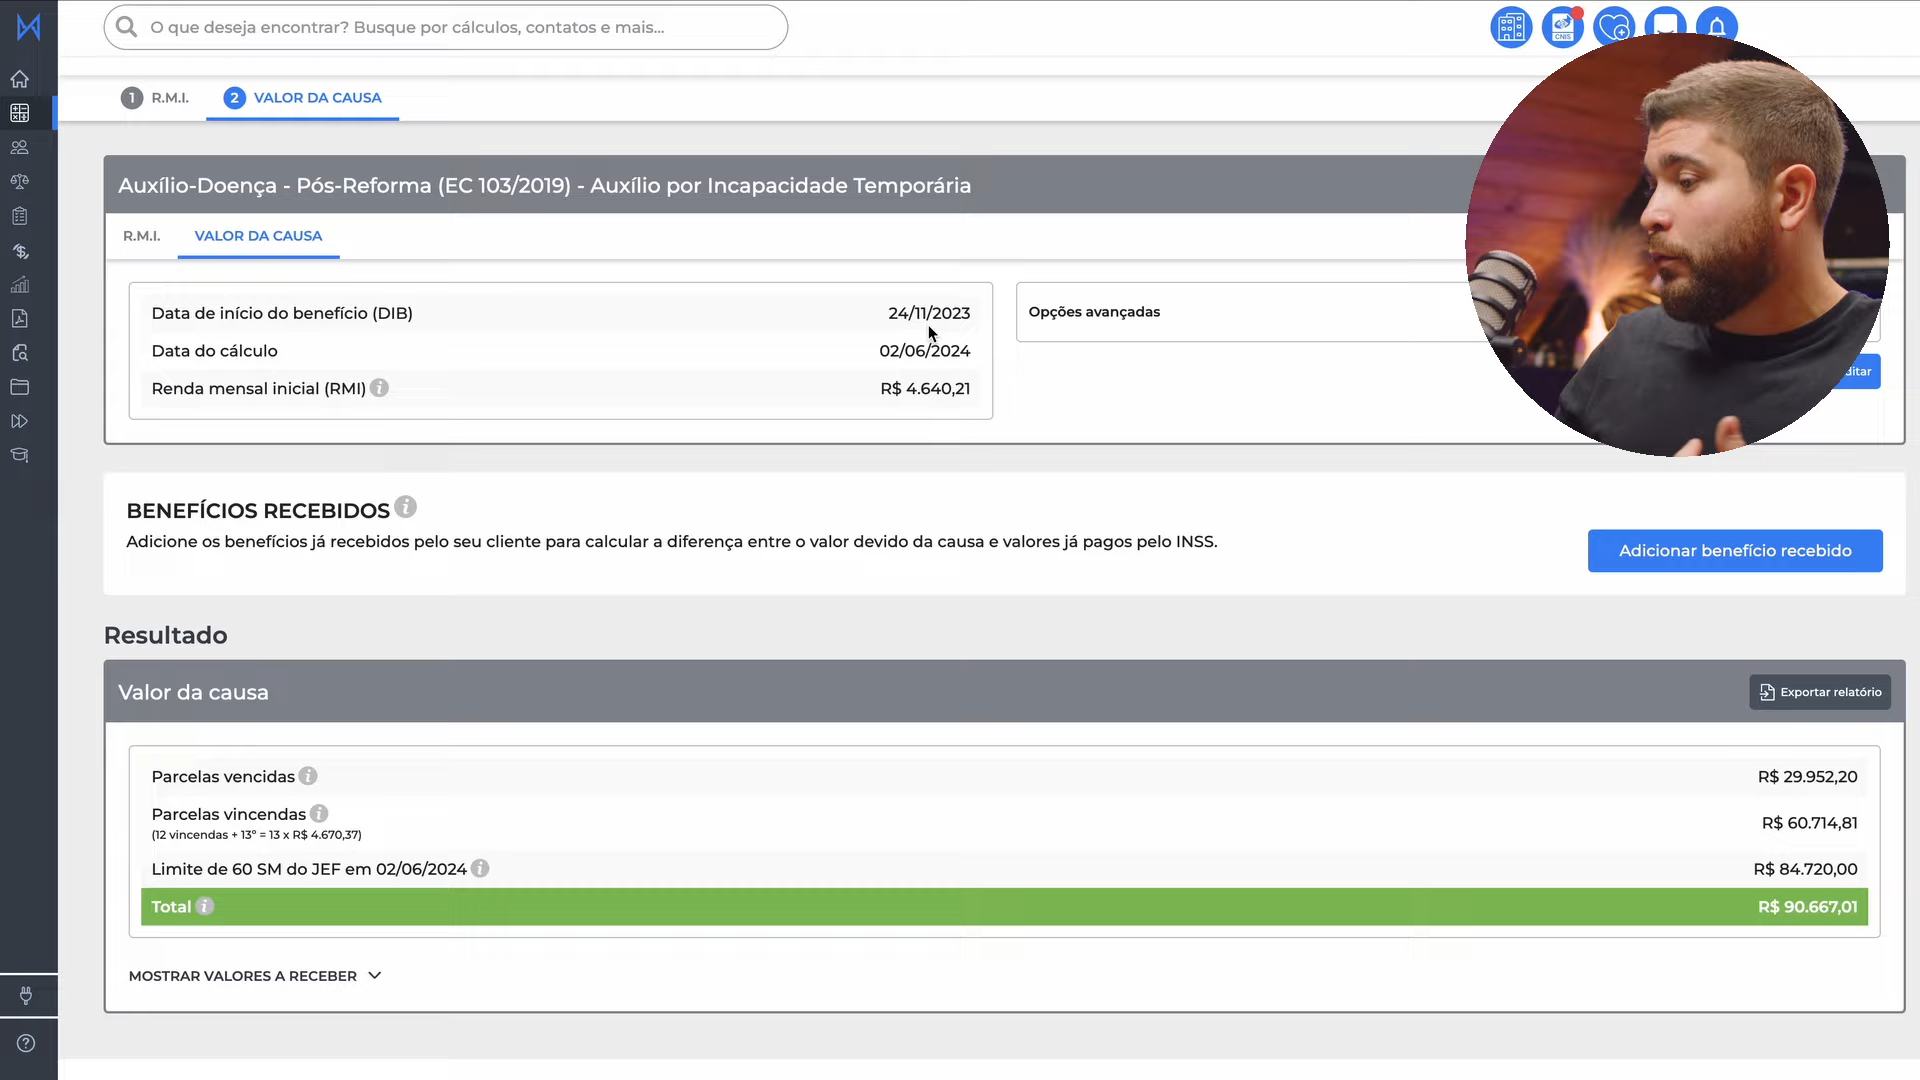 O que deseja encontrar? Busque por cálculos, contatos e mais...
CNIS
1 R.M.I. 2 VALOR DA CAUSA
Auxílio-Doença - Pós-Reforma (EC 103/2019) - Auxílio por Incapacidade Temporária
R.M.I. VALOR DA CAUSA
Data de início do benefício (DIB) 24/11/2023
Data do cálculo 02/06/2024
Renda mensal inicial (RMI) R$ 4.640,21
Opções avançadas
ditar
BENEFÍCIOS RECEBIDOS
Adicione os benefícios já recebidos pelo seu cliente para calcular a diferença entre o valor devido da causa e valores já pagos pelo INSS.
Adicionar benefício recebido
Resultado
Valor da causa
Exportar relatório
Parcelas vencidas R$ 29.952,20
Parcelas vincendas R$ 60.714,81
(12 vincendas + 13º = 13 x R$ 4.670,37)
Limite de 60 SM do JEF em 02/06/2024 R$ 84.720,00
Total R$ 90.667,01
MOSTRAR VALORES A RECEBER